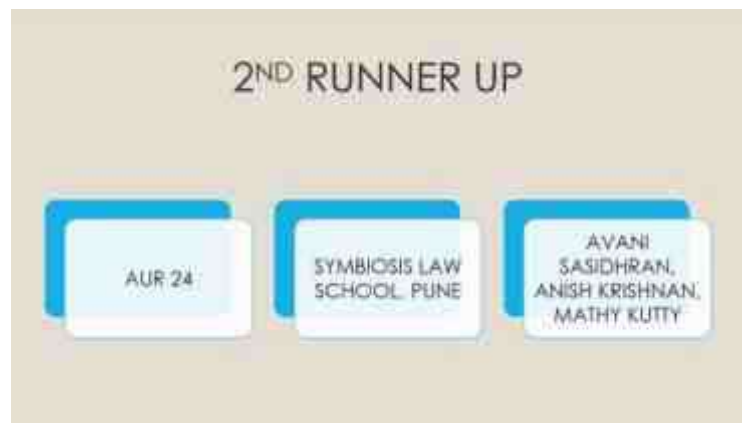 2ND RUNNER UP
AUR 24
SYMBIOSIS LAW
SCHOOL, PUNE
AVANI
SASIDHRAN,
ANISH KRISHNAN,
MATHY KUTTY